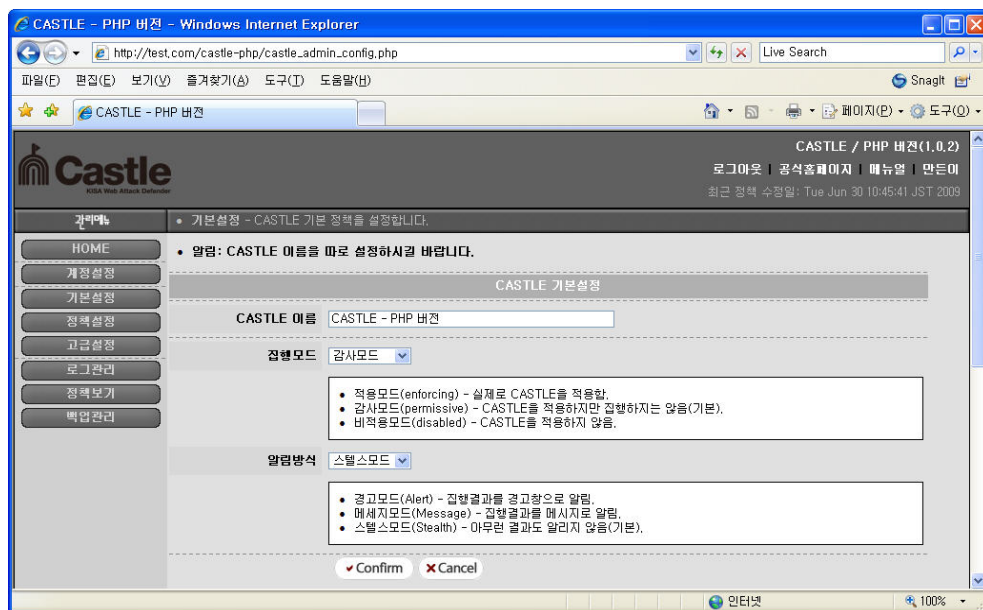 CASTLE - PHP 버전 - Windows Internet Explorer
http://test.com/castle-php/castle_admin_config.php
Live Search
파일(F) 편집(E) 보기(V) 즐겨찾기(A) 도구(T) 도움말(H)
SnagIt
CASTLE - PHP 버전
페이지(P)
도구(O)
Castle
KISA Web Attack Defender
CASTLE / PHP 버전(1.0.2)
로그아웃 | 공식홈페이지 | 메뉴얼 | 만든이
최근 정책 수정일: Tue Jun 30 10:45:41 JST 2009
관리메뉴
• 기본설정 - CASTLE 기본 정책을 설정합니다.
HOME
계정설정
기본설정
정책설정
고급설정
로그관리
정책보기
백업관리
• 알림: CASTLE 이름을 따로 설정하시길 바랍니다.
CASTLE 기본설정
CASTLE 이름 CASTLE - PHP 버전
집행모드 감사모드
• 적용모드(enforcing) - 실제로 CASTLE을 적용함.
• 감사모드(permissive) - CASTLE을 적용하지만 집행하지는 않음(기본).
• 비적용모드(disabled) - CASTLE을 적용하지 않음.
알림방식 스텔스모드
• 경고모드(Alert) - 집행결과를 경고창으로 알림.
• 메세지모드(Message) - 집행결과를 메시지로 알림.
• 스텔스모드(Stealth) - 아무런 결과도 알리지 않음(기본).
Confirm Cancel
인터넷
100%